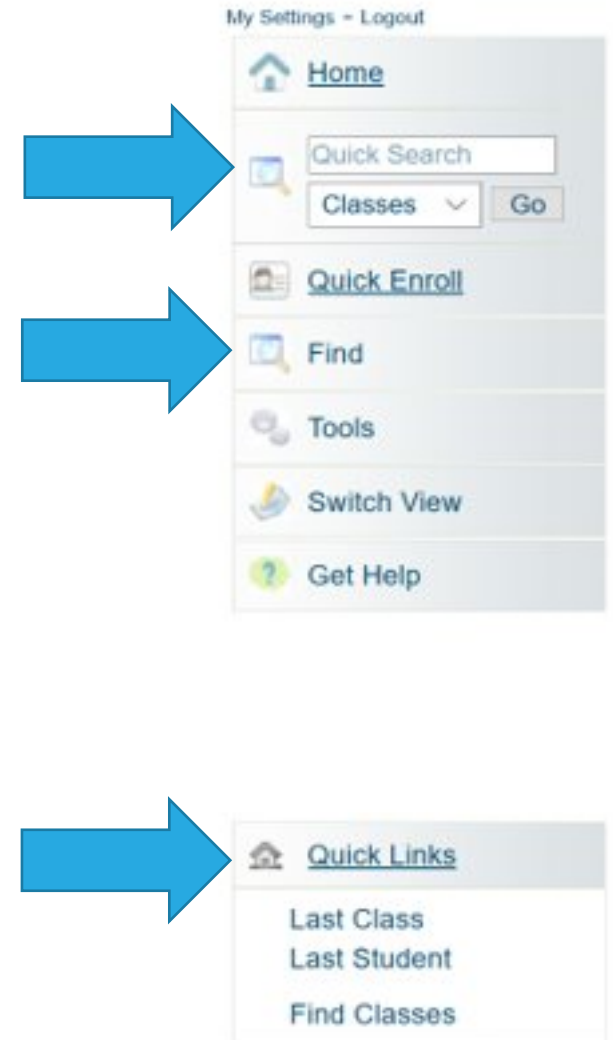 My Settings ~ Logout
Home
Quick Search
Classes Go
Quick Enroll
Find
Tools
Switch View
? Get Help
Quick Links
Last Class
Last Student
Find Classes